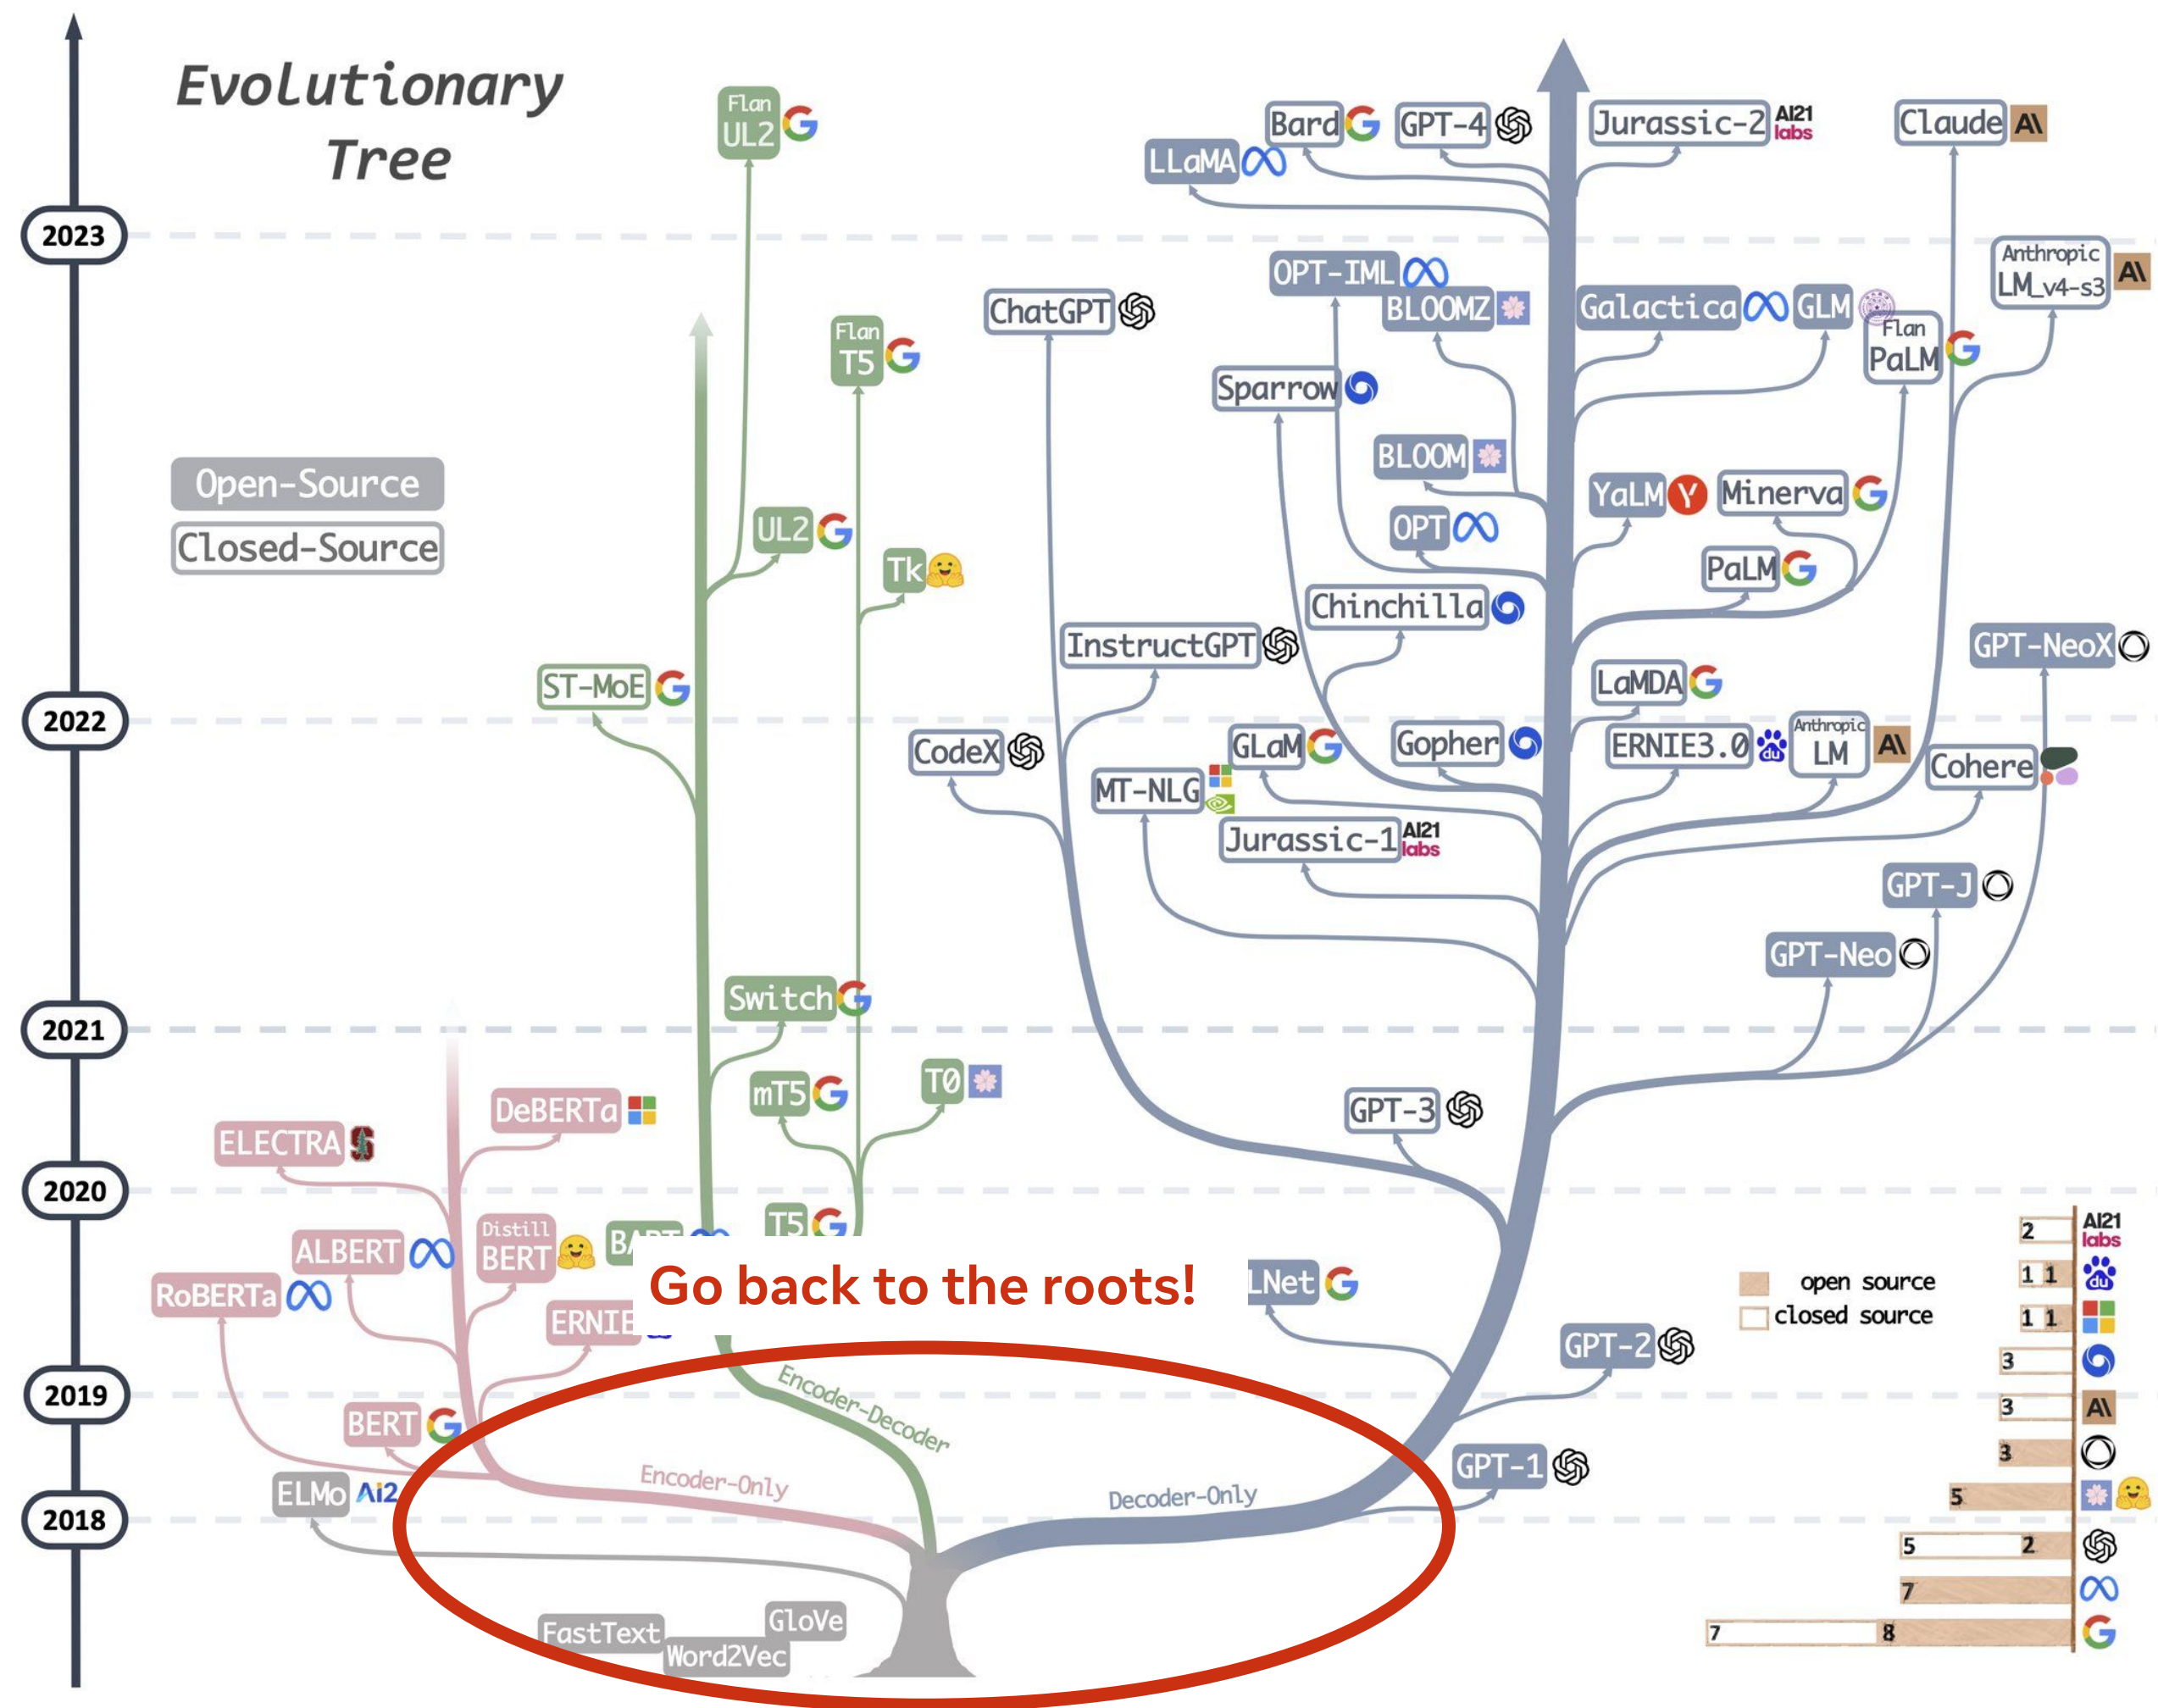 Evolutionary
Tree
Flan
UL2
Bard
GPT-4
Jurassic-2
AI21
labs
Claude
A\
LLaMA
2023
Anthropic
LM_v4-s3
A\
OPT-IML
ChatGPT
BLOOMZ
Galactica
GLM
Flan
T5
Flan
PaLM
Sparrow
Open-Source
BLOOM
Closed-Source
UL2
YaLM
Y
Minerva
OPT
Tk
PaLM
Chinchilla
InstructGPT
GPT-NeoX
ST-MoE
LaMDA
2022
CodeX
GLaM
Gopher
ERNIE3.0
du
Anthropic
LM
A\
Cohere
MT-NLG
Jurassic-1
AI21
labs
GPT-J
GPT-Neo
Switch
2021
mT5
T0
DeBERTa
GPT-3
ELECTRA
S
2020
T5
AI21
labs
2
ALBERT
Distill
BERT
Go back to the roots!
LNet
open source
1 1
du
RoBERTa
ERNIE
closed source
1 1
GPT-2
3
2019
Encoder-Decoder
3
A\
BERT
3
Encoder-Only
Decoder-Only
GPT-1
ELMo
Ai2
5
2018
5 2
7
FastText
GloVe
Word2Vec
7 8